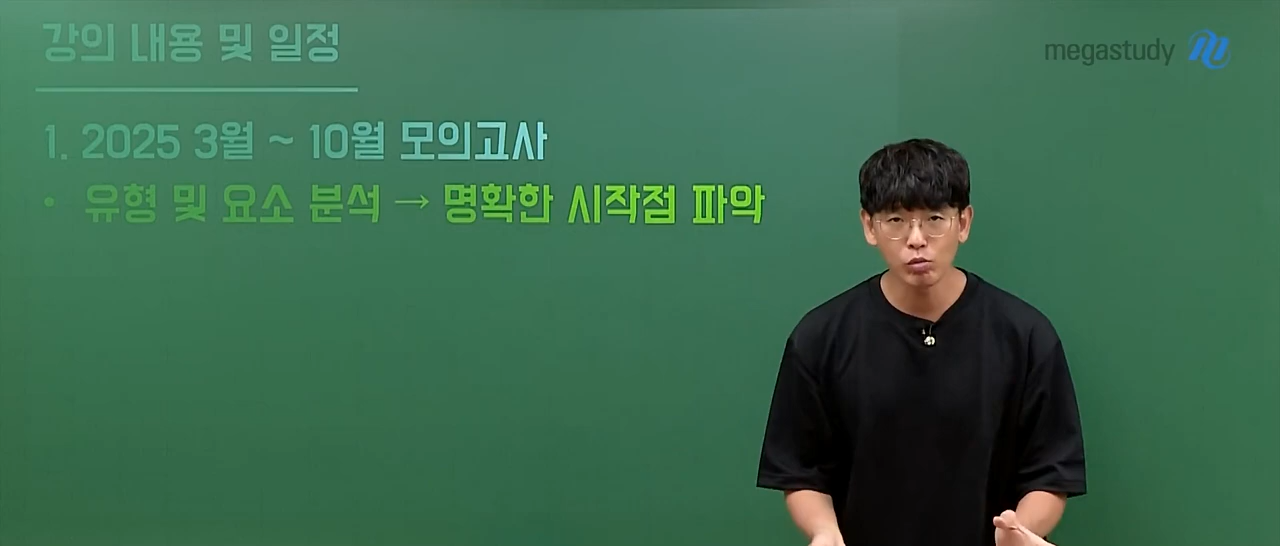 강의 내용 및 일정
megastudy
1. 2025 3월 ~ 10월 모의고사
• 유형 및 요소 분석 → 명확한 시작점 파악